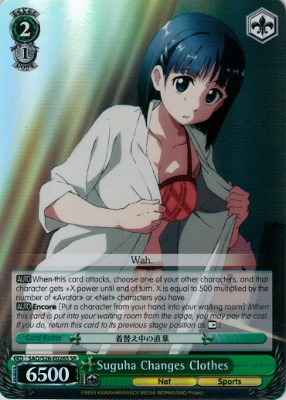 2
1
Wah.
AUTO When this card attacks, choose one of your other characters, and that
character gets +X power until end of turn. X is equal to 500 multiplied by the
number of «Avatar» or «Net» characters you have.
AUTO Encore [Put a character from your hand into your waiting room] (When
this card is put into your waiting room from the stage, you may pay the cost.
If you do, return this card to its previous position as REST)
Card Name
着替え中の直葉
6500
Suguha Changes Clothes
Net
Sports